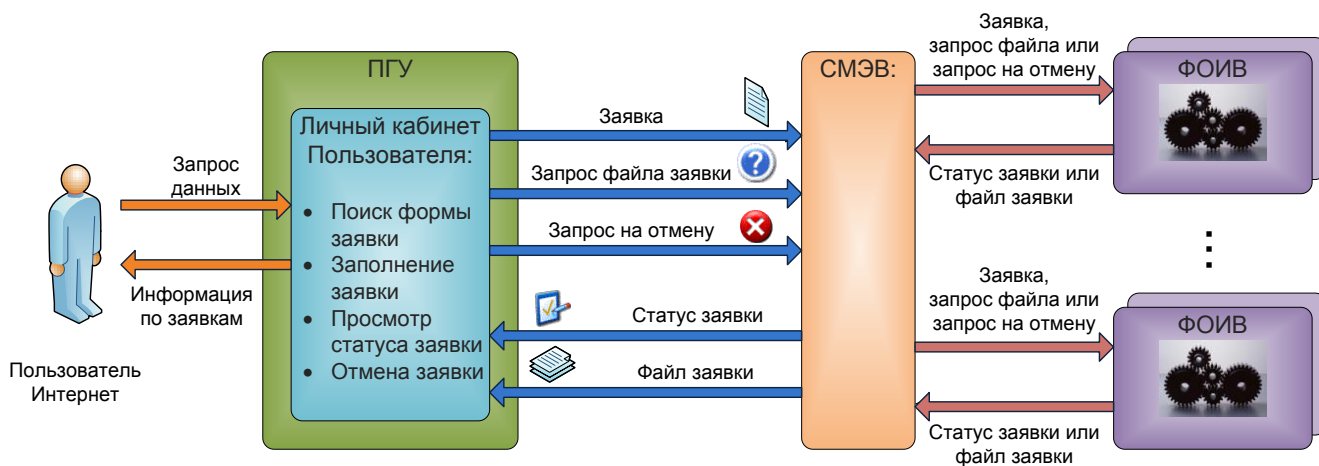 Пользователь
Интернет
Запрос
данных
Информация
по заявкам
ПГУ
Личный кабинет
Пользователя:
• Поиск формы
заявки
• Заполнение
заявки
• Просмотр
статуса заявки
• Отмена заявки
Заявка
Запрос файла заявки
Запрос на отмену
Статус заявки
Файл заявки
СМЭВ:
Заявка,
запрос файла или
запрос на отмену
Статус заявки или
файл заявки
ФОИВ
Заявка,
запрос файла или
запрос на отмену
Статус заявки или
файл заявки
ФОИВ